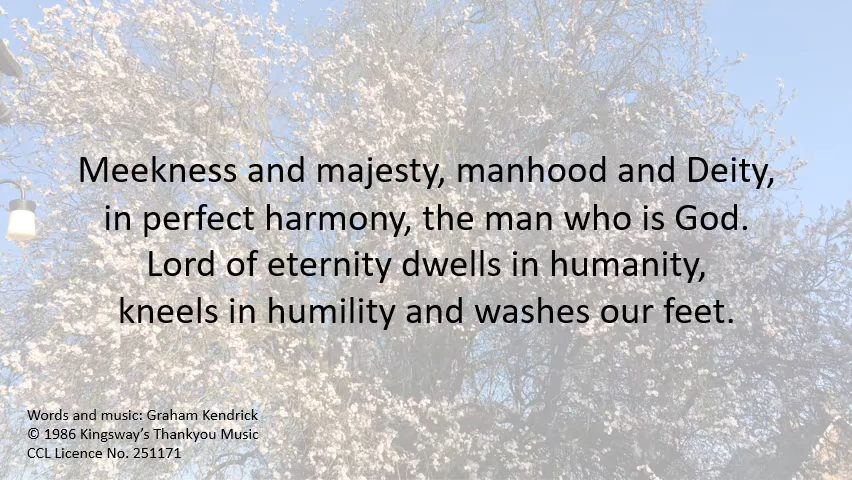 Meekness and majesty, manhood and Deity,
in perfect harmony, the man who is God.
Lord of eternity dwells in humanity,
kneels in humility and washes our feet.
Words and music: Graham Kendrick
© 1986 Kingsway’s Thankyou Music
CCL Licence No. 251171